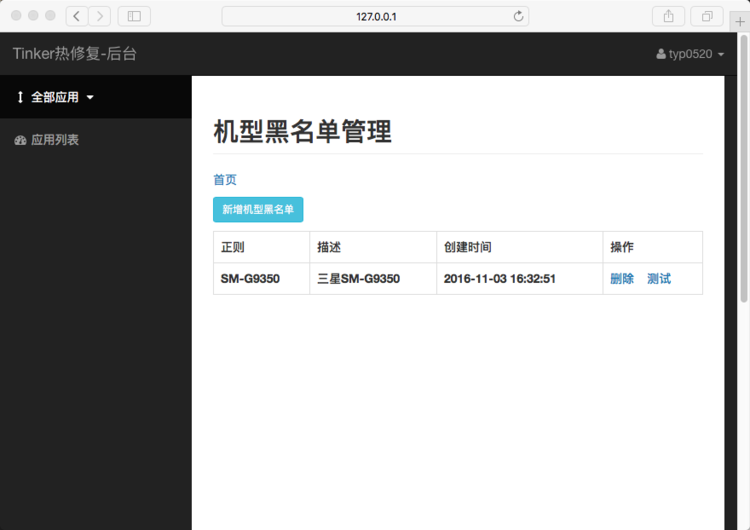 127.0.0.1
Tinker热修复-后台
typ0520
全部应用
应用列表
机型黑名单管理
首页
新增机型黑名单
正则 描述 创建时间 操作
SM-G9350 三星SM-G9350 2016-11-03 16:32:51 删除 测试